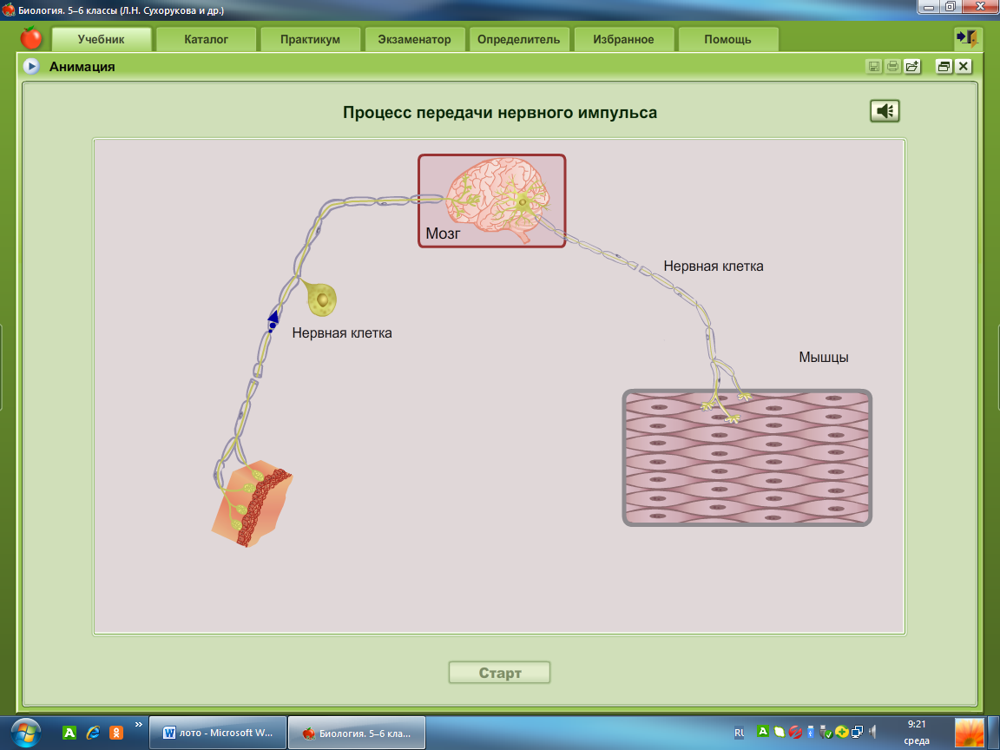 Биология. 5–6 классы (Л.Н. Сухорукова и др.)
Учебник
Каталог
Практикум
Экзаменатор
Определитель
Избранное
Помощь
Анимация
Процесс передачи нервного импульса
Мозг
Нервная клетка
Нервная клетка
Мышцы
Старт
лото - Microsoft W...
Биология. 5–6 кла...
RU
9:21
среда